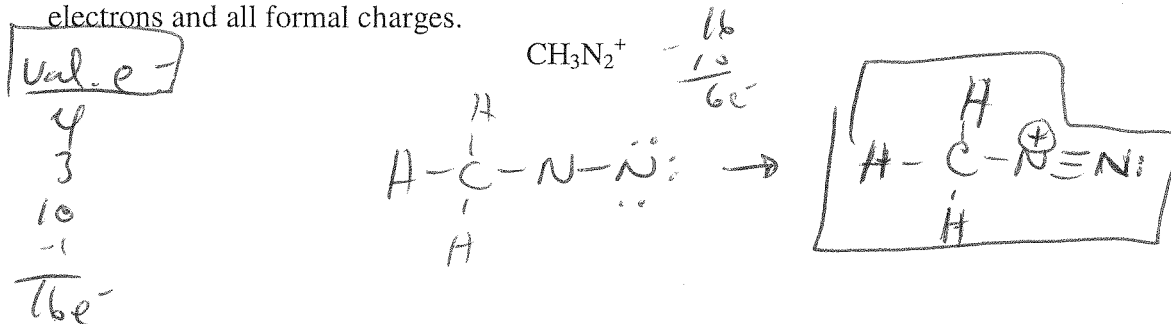 electrons and all formal charges.
CH₃N₂⁺
Val. e⁻
4
3
10
-1
16e⁻
- 16
10
6e⁻
H
H-C-N-N:
H
→
H
H-C-N≡N:
+
H